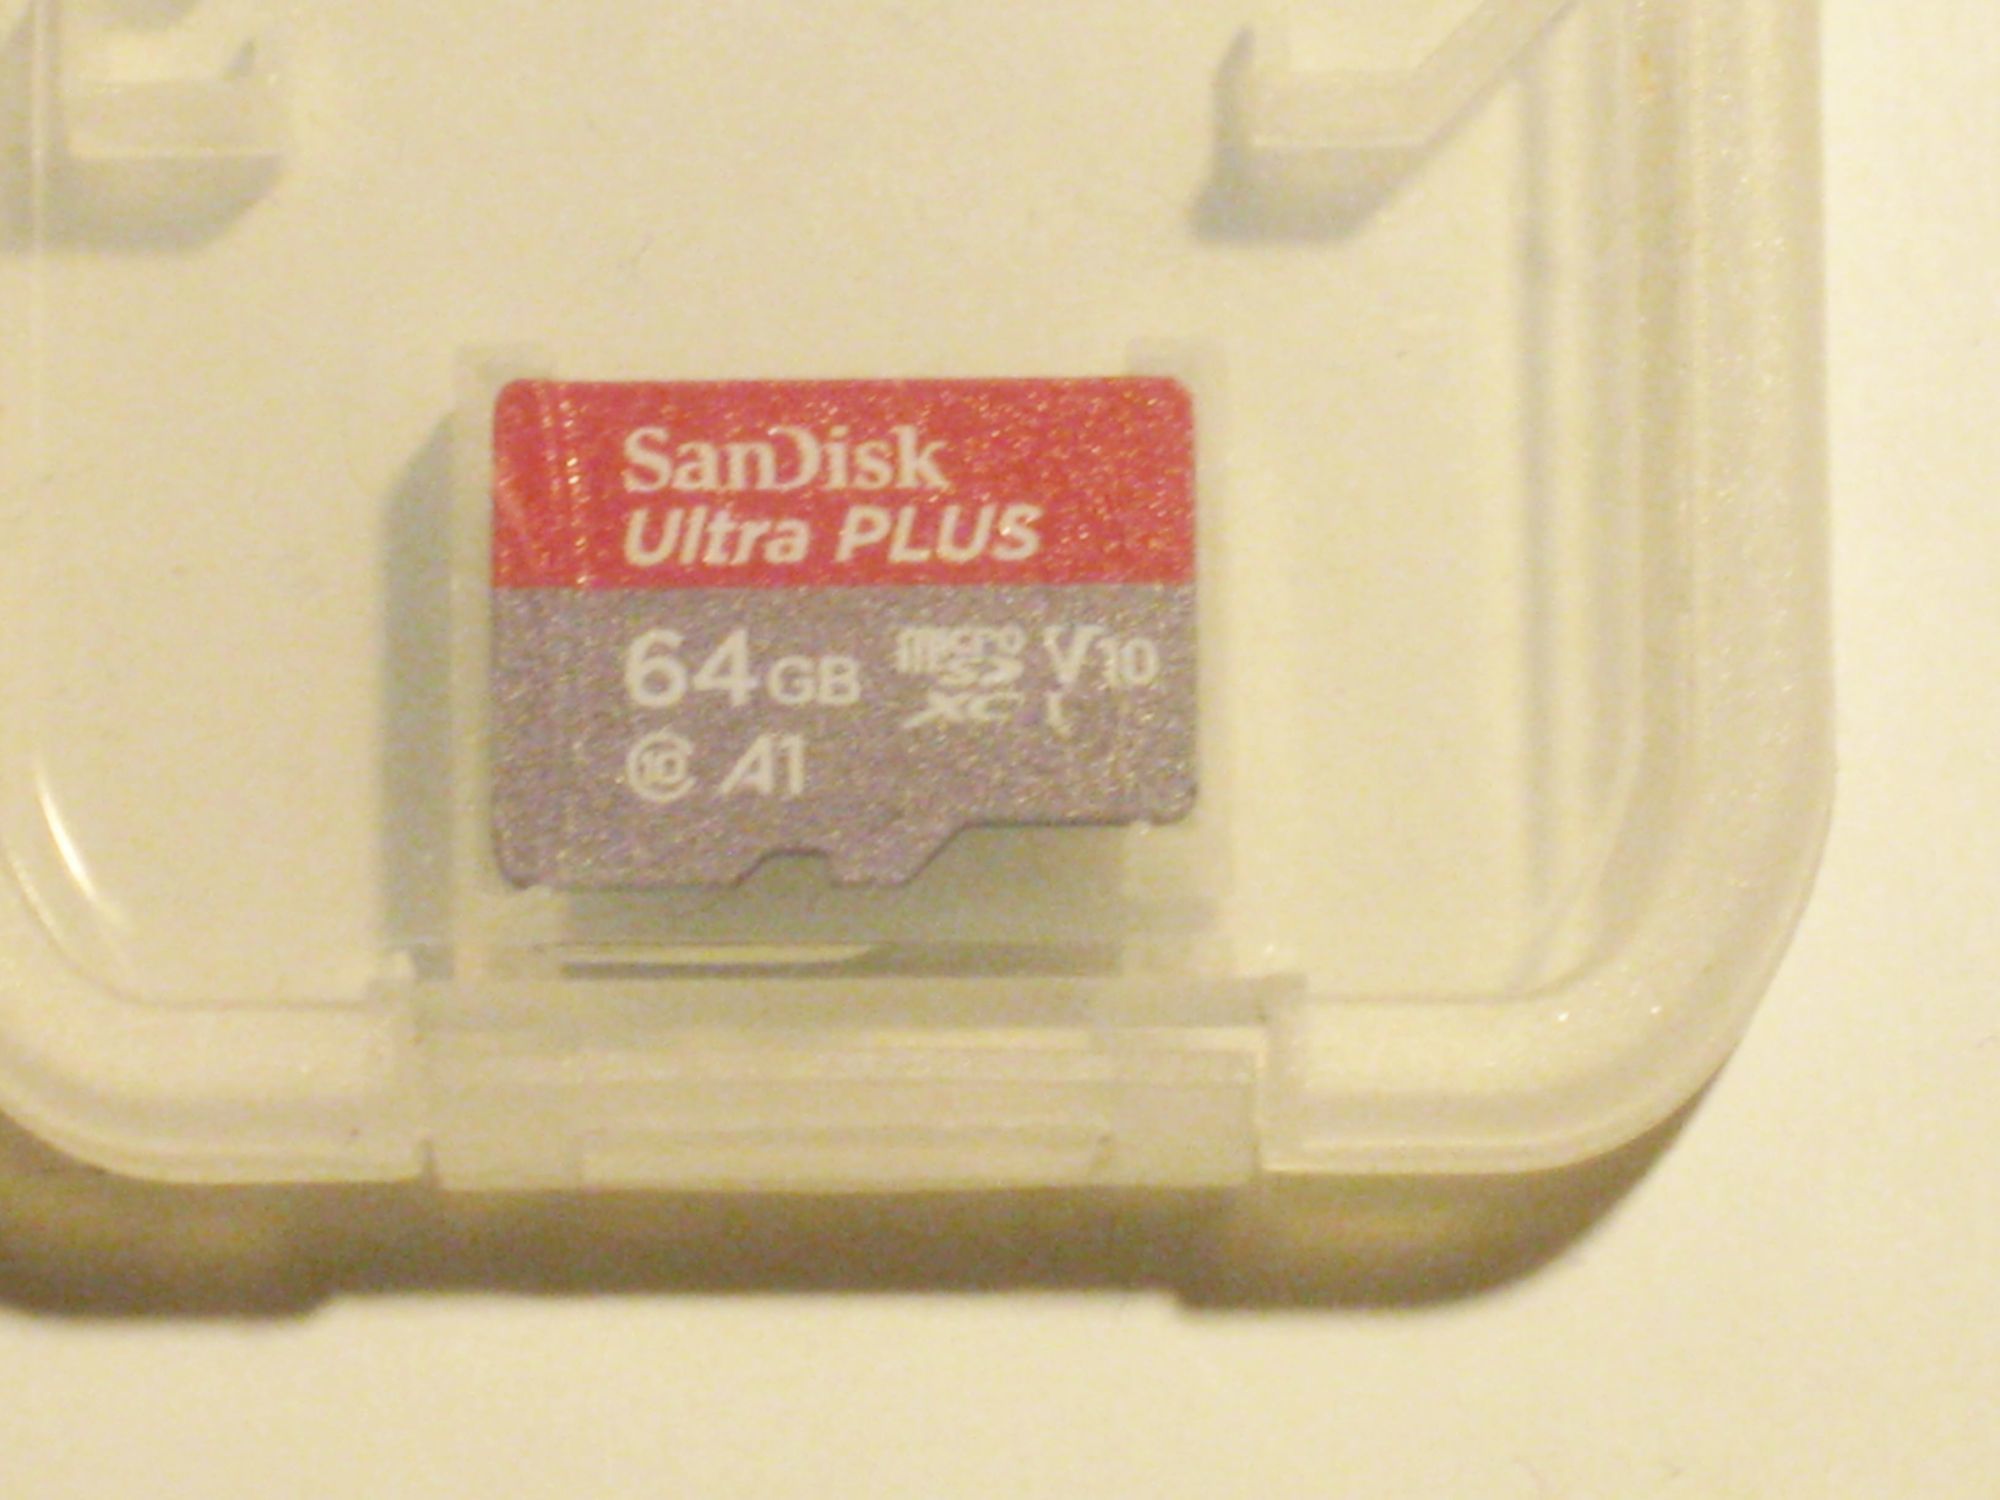 SanDisk
Ultra PLUS
64GB micro SD XC I V10
10 A1